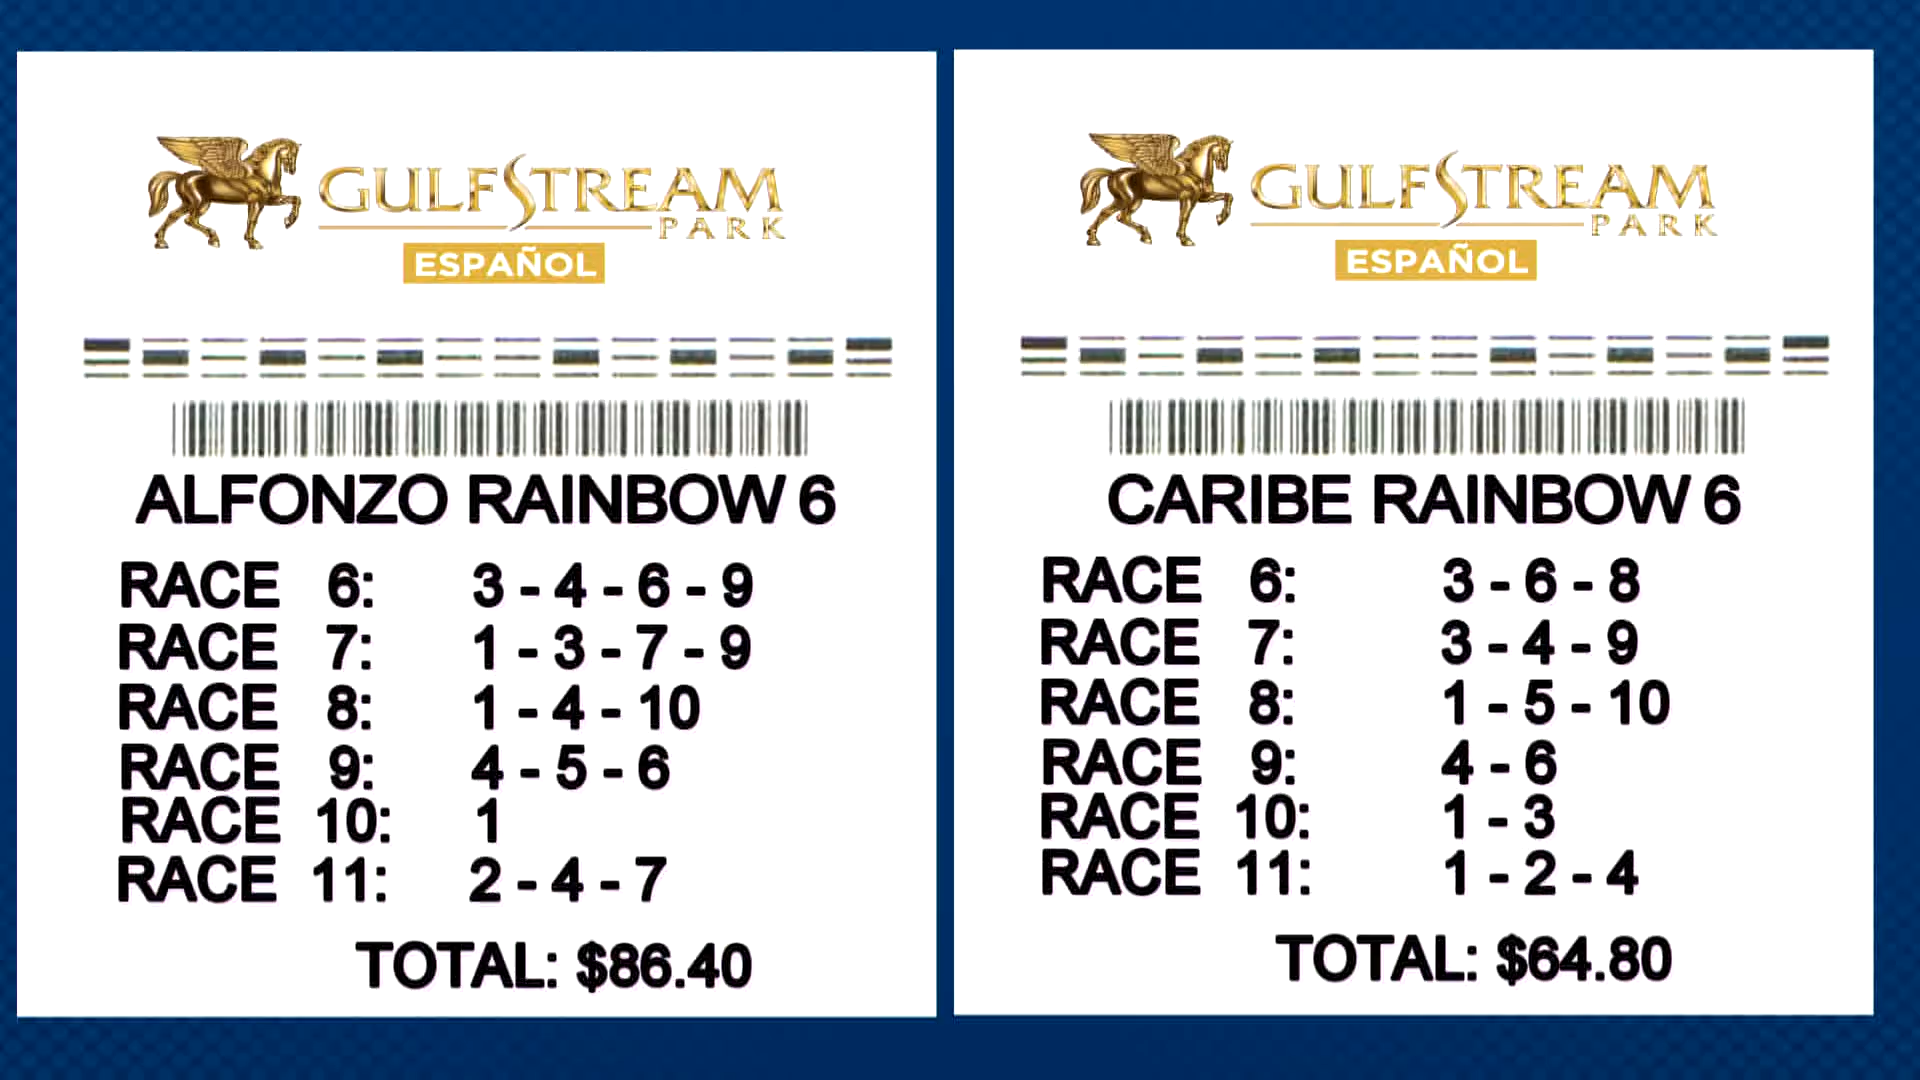 GULFSTREAM
PARK
ESPAÑOL
ALFONZO RAINBOW 6
RACE 6: 3 - 4 - 6 - 9
RACE 7: 1 - 3 - 7 - 9
RACE 8: 1 - 4 - 10
RACE 9: 4 - 5 - 6
RACE 10: 1
RACE 11: 2 - 4 - 7
TOTAL: $86.40
GULFSTREAM
PARK
ESPAÑOL
CARIBE RAINBOW 6
RACE 6: 3 - 6 - 8
RACE 7: 3 - 4 - 9
RACE 8: 1 - 5 - 10
RACE 9: 4 - 6
RACE 10: 1 - 3
RACE 11: 1 - 2 - 4
TOTAL: $64.80